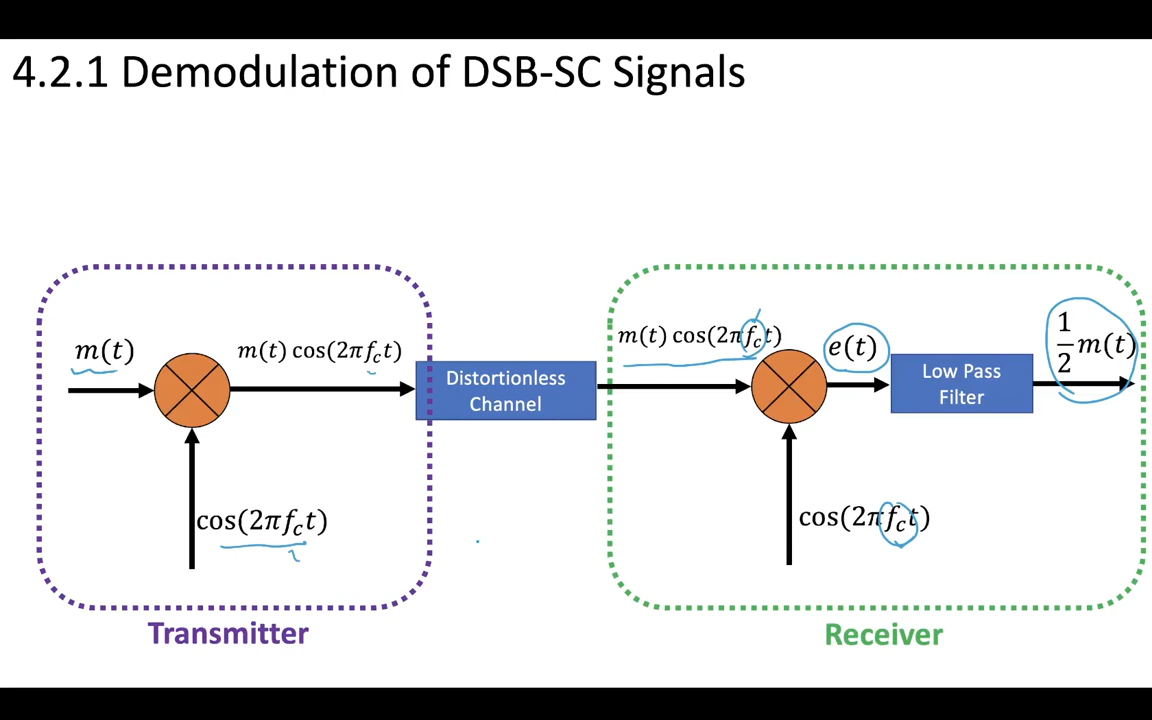 4.2.1 Demodulation of DSB-SC Signals
m(t)
m(t) cos(2πf_c t)
Distortionless
Channel
m(t) cos(2πf_c t)
e(t)
Low Pass
Filter
1/2 m(t)
cos(2πf_c t)
cos(2πf_c t)
Transmitter
Receiver